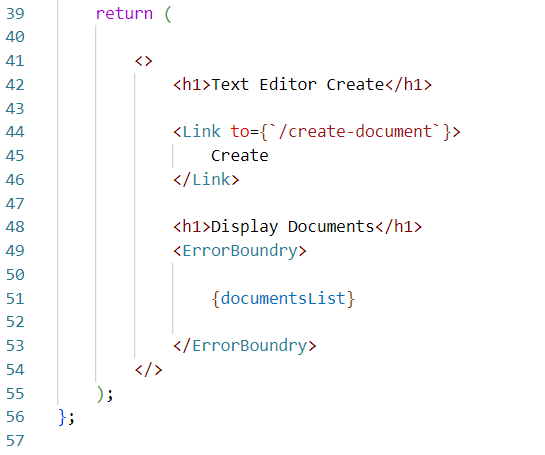 39 return (
40
41 <>
42 <h1>Text Editor Create</h1>
43
44 <Link to={`/create-document`}>
45 Create
46 </Link>
47
48 <h1>Display Documents</h1>
49 <ErrorBoundry>
50
51 {documentsList}
52
53 </ErrorBoundry>
54 </>
55 );
56 };
57